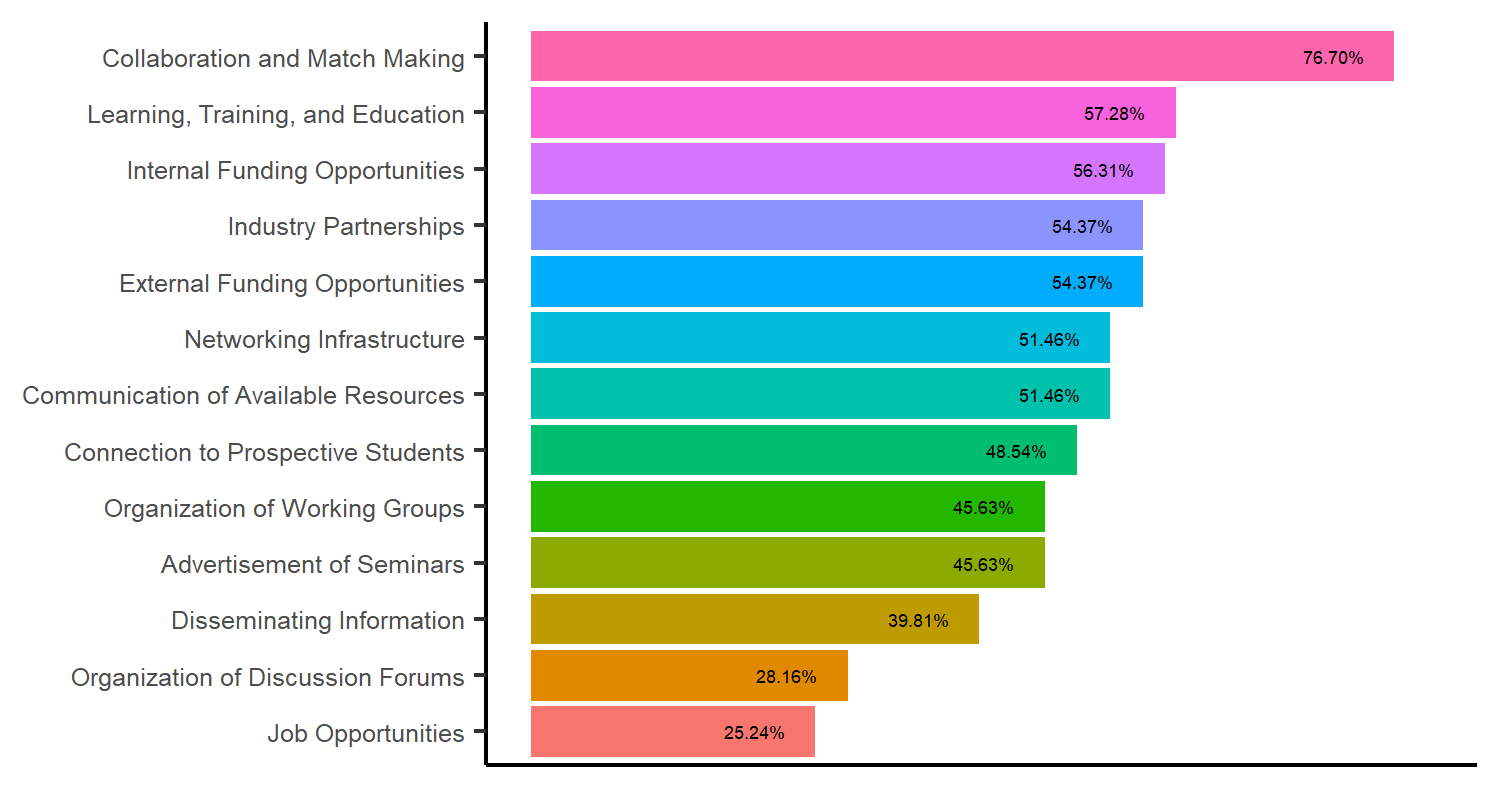 Collaboration and Match Making 76.70%
Learning, Training, and Education 57.28%
Internal Funding Opportunities 56.31%
Industry Partnerships 54.37%
External Funding Opportunities 54.37%
Networking Infrastructure 51.46%
Communication of Available Resources 51.46%
Connection to Prospective Students 48.54%
Organization of Working Groups 45.63%
Advertisement of Seminars 45.63%
Disseminating Information 39.81%
Organization of Discussion Forums 28.16%
Job Opportunities 25.24%